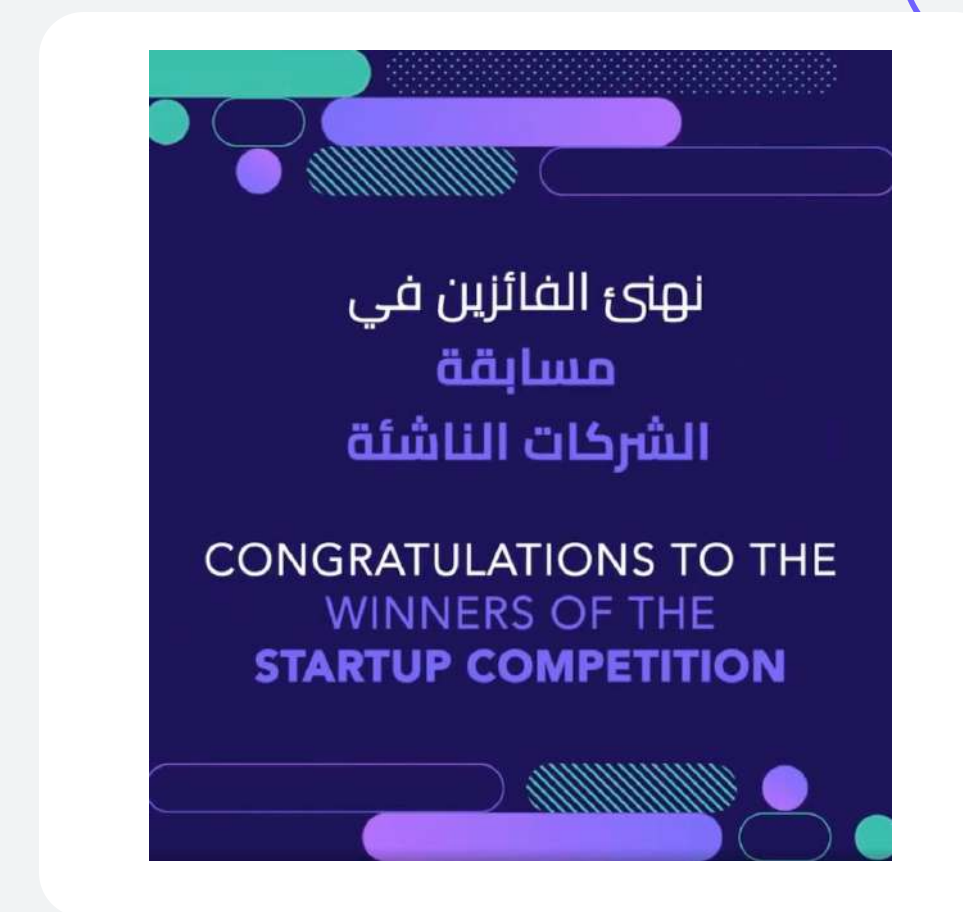 نهنئ الفائزين في
مسابقة
الشركات الناشئة
CONGRATULATIONS TO THE
WINNERS OF THE
STARTUP COMPETITION